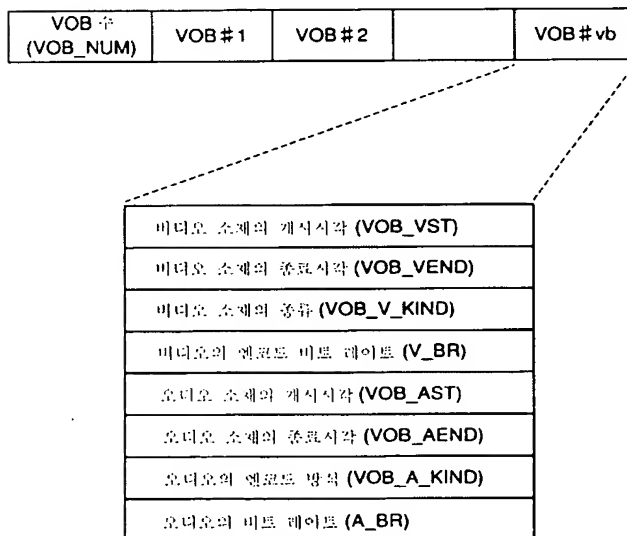 VOB 수
(VOB_NUM)
VOB#1
VOB#2
VOB#vb
비디오 소재의 개시시각 (VOB_VST)
비디오 소재의 종료시각 (VOB_VEND)
비디오 소재의 종류 (VOB_V_KIND)
비디오의 엔코드 비트 레이트 (V_BR)
오디오 소재의 개시시각 (VOB_AST)
오디오 소재의 종료시각 (VOB_AEND)
오디오의 엔코드 방식 (VOB_A_KIND)
오디오의 비트 레이트 (A_BR)